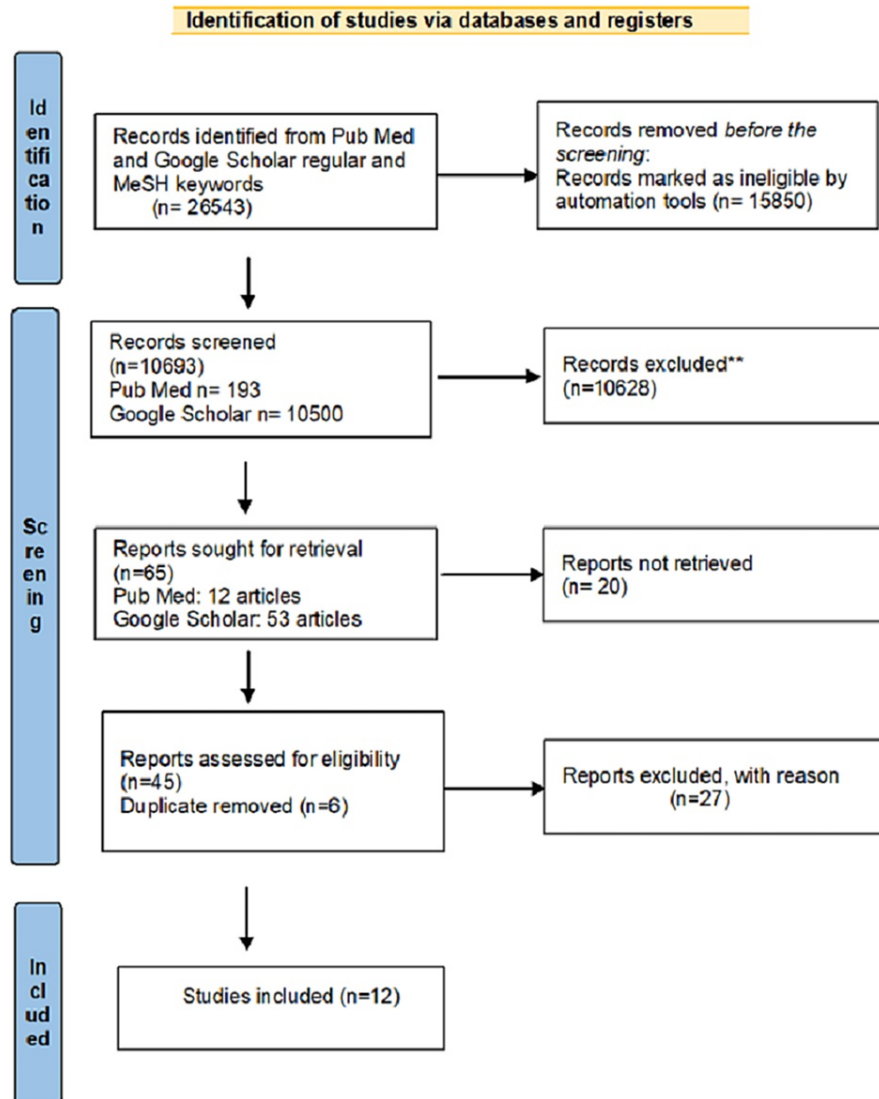 Identification of studies via databases and registers
Id
en
tifi
ca
tio
n
Records identified from Pub Med
and Google Scholar regular and
MeSH keywords
(n= 26543)
Records removed before the
screening:
Records marked as ineligible by
automation tools (n= 15850)
Sc
re
en
in
g
Records screened
(n=10693)
Pub Med n= 193
Google Scholar n= 10500
Records excluded**
(n=10628)
Reports sought for retrieval
(n=65)
Pub Med: 12 articles
Google Scholar: 53 articles
Reports not retrieved
(n= 20)
Reports assessed for eligibility
(n=45)
Duplicate removed (n=6)
Reports excluded, with reason
(n=27)
In
cl
ud
ed
Studies included (n=12)